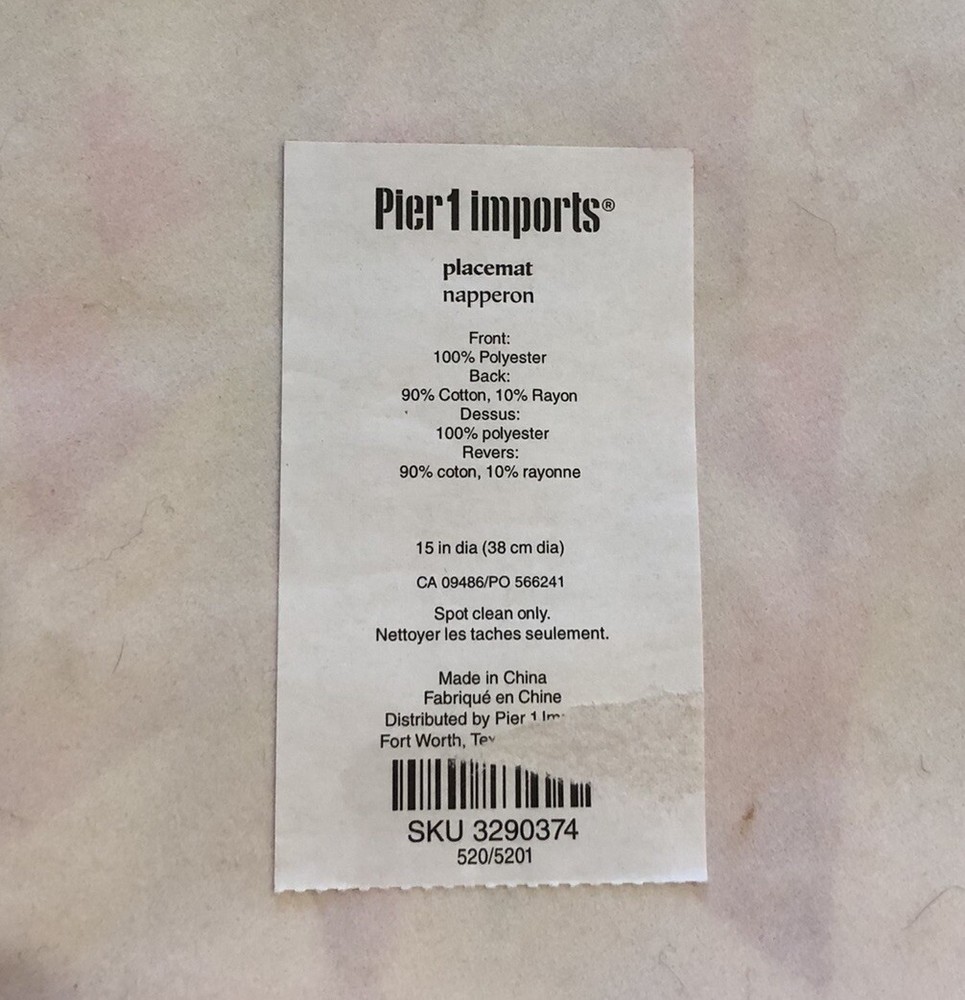 Pier1 imports®
placemat
napperon
Front:
100% Polyester
Back:
90% Cotton, 10% Rayon
Dessus:
100% polyester
Revers:
90% coton, 10% rayonne
15 in dia (38 cm dia)
CA 09486/PO 566241
Spot clean only.
Nettoyer les taches seulement.
Made in China
Fabriqué en Chine
Distributed by Pier 1
Fort Worth,
SKU 3290374
520/5201